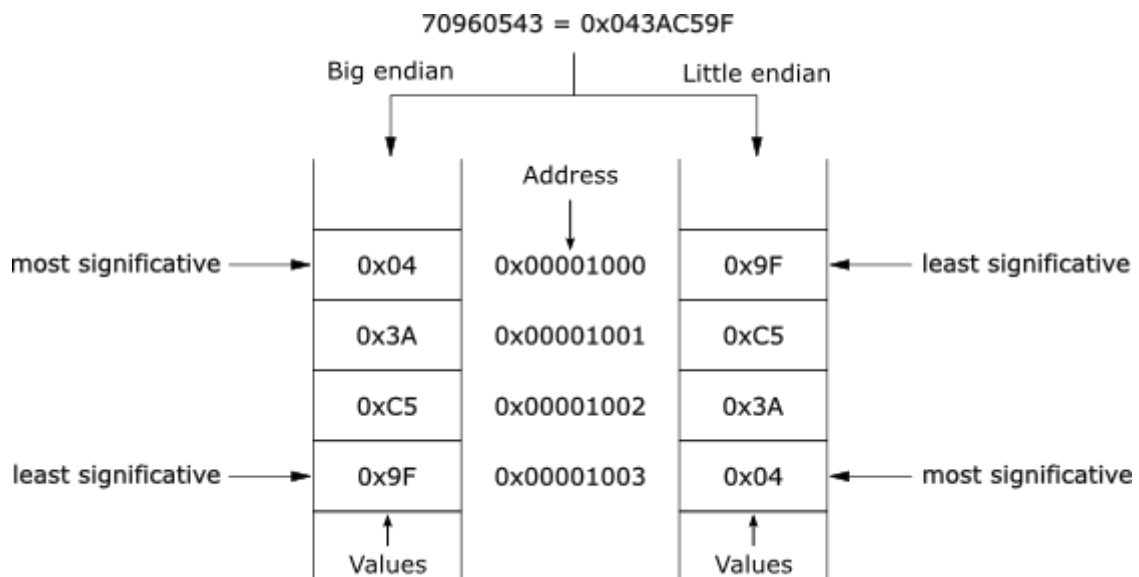 70960543 = 0x043AC59F
Big endian Little endian
Address
most significative 0x04 0x00001000 0x9F least significative
0x3A 0x00001001 0xC5
0xC5 0x00001002 0x3A
least significative 0x9F 0x00001003 0x04 most significative
Values Values